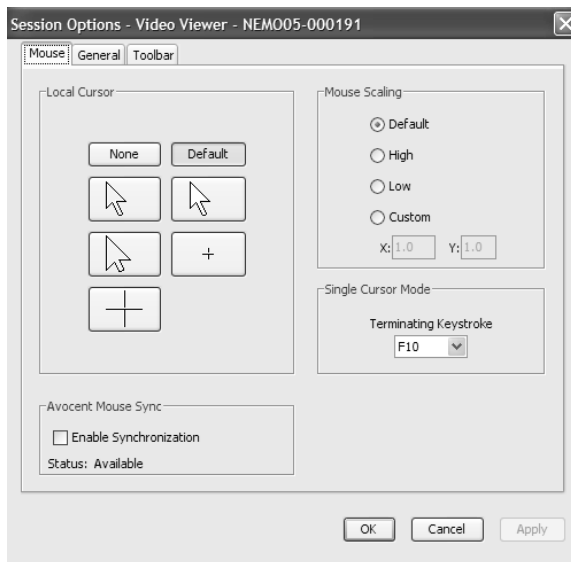 Session Options - Video Viewer - NEMO05-000191
Mouse General Toolbar
Local Cursor
None Default
Mouse Scaling
Default
High
Low
Custom
X: 1.0 Y: 1.0
Single Cursor Mode
Terminating Keystroke
F10
Avocent Mouse Sync
Enable Synchronization
Status: Available
OK Cancel Apply